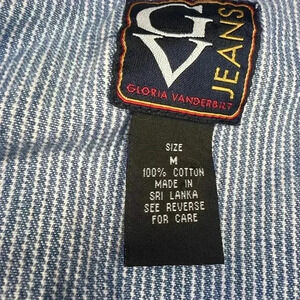 GV
JEANS
GLORIA VANDERBILT
SIZE
M
100% COTTON
MADE IN
SRI LANKA
SEE REVERSE
FOR CARE